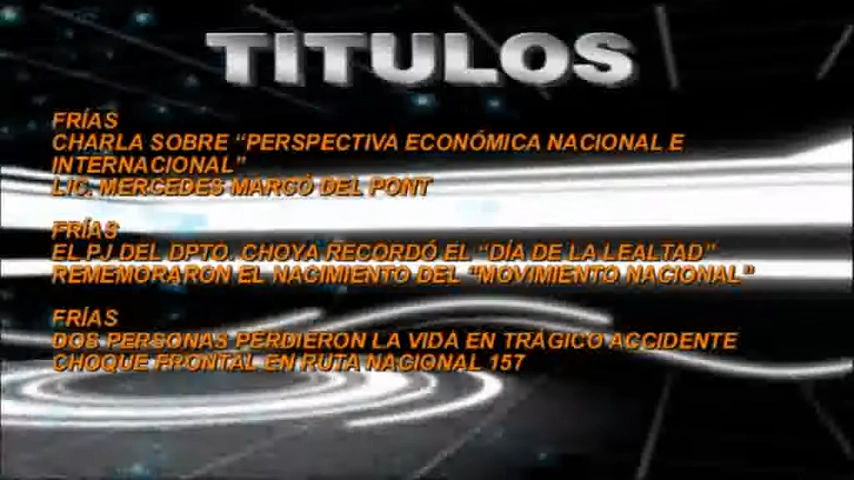 TITULOS
FRÍAS
CHARLA SOBRE “PERSPECTIVA ECONÓMICA NACIONAL E
INTERNACIONAL”
LIC. MERCEDES MARCÓ DEL PONT
FRÍAS
EL PJ DEL DPTO. CHOYA RECORDÓ EL “DÍA DE LA LEALTAD”
REMEMORARON EL NACIMIENTO DEL “MOVIMIENTO NACIONAL”
FRÍAS
DOS PERSONAS PERDIERON LA VIDA EN TRÁGICO ACCIDENTE
CHOQUE FRONTAL EN RUTA NACIONAL 157